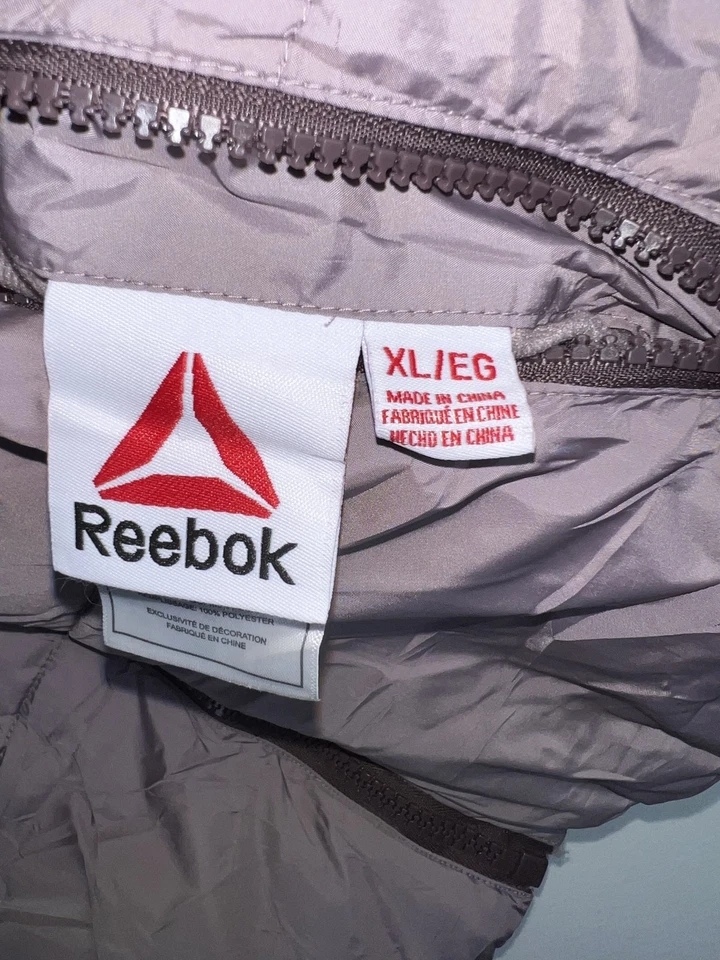 Reebok
XL/EG
MADE IN CHINA
FABRIQUÉ EN CHINE
HECHO EN CHINA
100% POLYESTER
EXCLUSIVITÉ DE DÉCORATION
FABRIQUÉ EN CHINE